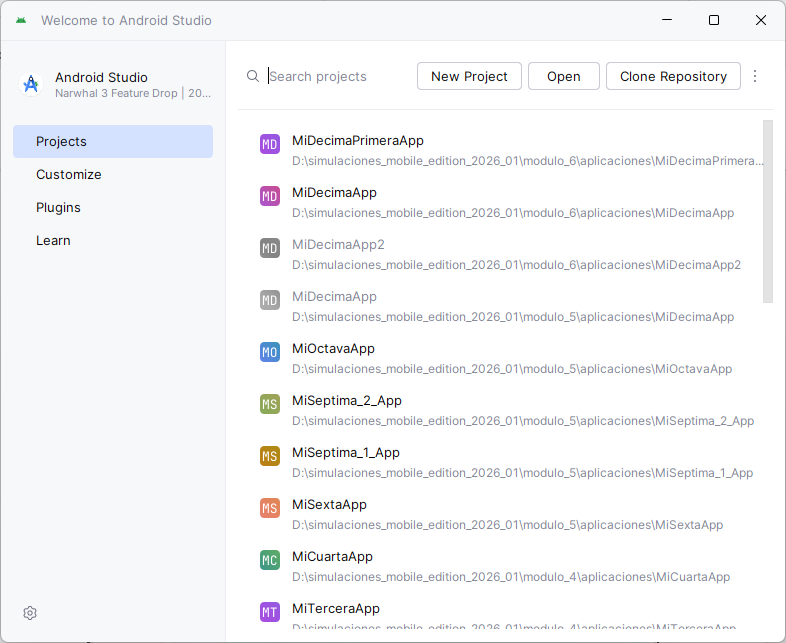 Welcome to Android Studio
Android Studio
Narwhal 3 Feature Drop | 20...
Projects
Customize
Plugins
Learn
Search projects
New Project
Open
Clone Repository
MD
MiDecimaPrimeraApp
D:\simulaciones_mobile_edition_2026_01\modulo_6\aplicaciones\MiDecimaPrimera...
MD
MiDecimaApp
D:\simulaciones_mobile_edition_2026_01\modulo_6\aplicaciones\MiDecimaApp
MD
MiDecimaApp2
D:\simulaciones_mobile_edition_2026_01\modulo_6\aplicaciones\MiDecimaApp2
MD
MiDecimaApp
D:\simulaciones_mobile_edition_2026_01\modulo_5\aplicaciones\MiDecimaApp
MO
MiOctavaApp
D:\simulaciones_mobile_edition_2026_01\modulo_5\aplicaciones\MiOctavaApp
MS
MiSeptima_2_App
D:\simulaciones_mobile_edition_2026_01\modulo_5\aplicaciones\MiSeptima_2_App
MS
MiSeptima_1_App
D:\simulaciones_mobile_edition_2026_01\modulo_5\aplicaciones\MiSeptima_1_App
MS
MiSextaApp
D:\simulaciones_mobile_edition_2026_01\modulo_5\aplicaciones\MiSextaApp
MC
MiCuartaApp
D:\simulaciones_mobile_edition_2026_01\modulo_4\aplicaciones\MiCuartaApp
MT
MiTerceraApp
D:\simulaciones_mobile_edition_2026_01\modulo_4\aplicaciones\MiTerceraApp